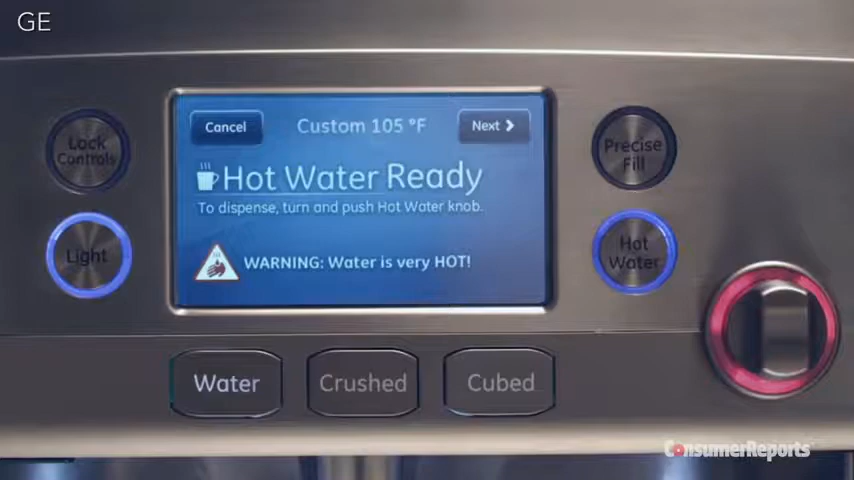 GE
Cancel
Custom 105 °F
Next
Hot Water Ready
To dispense, turn and push Hot Water knob.
WARNING: Water is very HOT!
Lock
Controls
Light
Precise
Fill
Hot
Water
Water
Crushed
Cubed
ConsumerReports